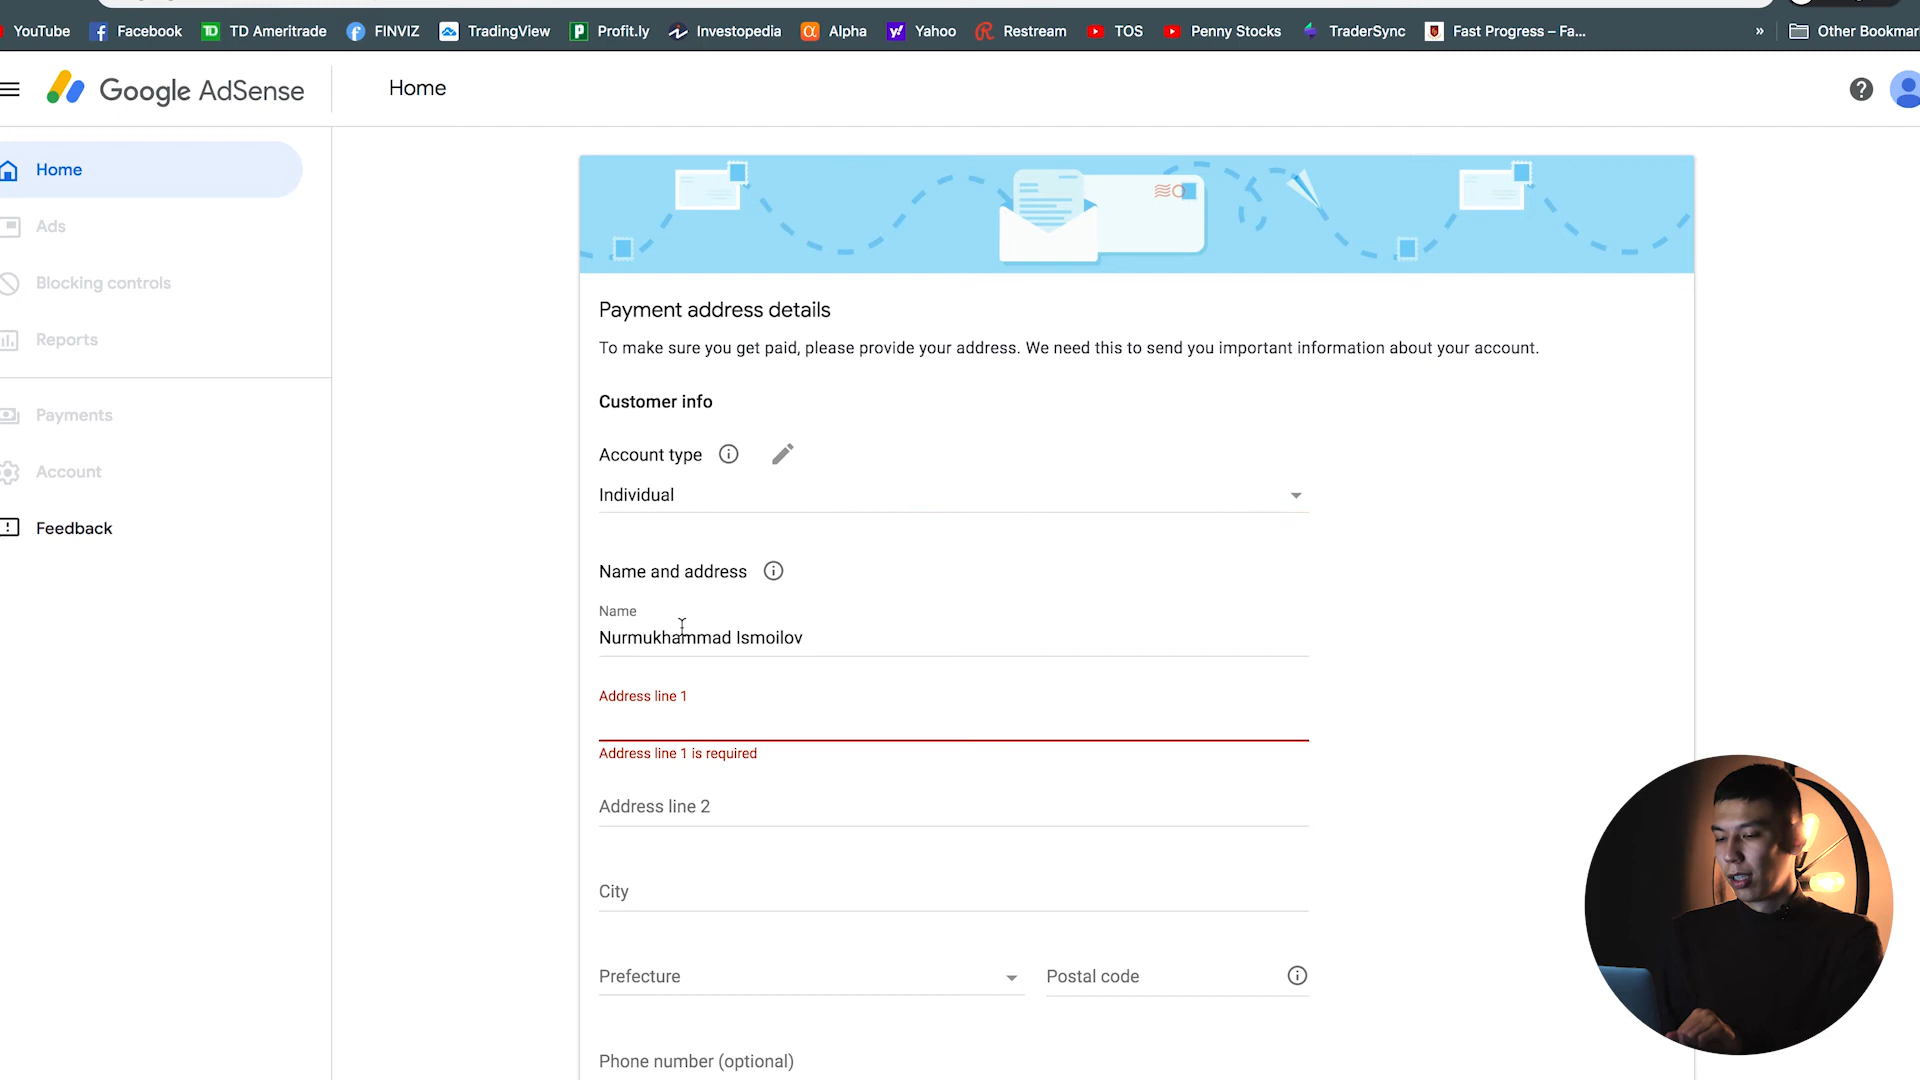 YouTube Facebook TD Ameritrade FINVIZ TradingView Profit.ly Investopedia Alpha Yahoo Restream TOS Penny Stocks TraderSync Fast Progress – Fa... » Other Bookmar
Google AdSense
Home
Home
Ads
Blocking controls
Reports
Payments
Account
Feedback
Payment address details
To make sure you get paid, please provide your address. We need this to send you important information about your account.
Customer info
Account type
Individual
Name and address
Name
Nurmukhammad Ismoilov
Address line 1
Address line 1 is required
Address line 2
City
Prefecture
Postal code
Phone number (optional)